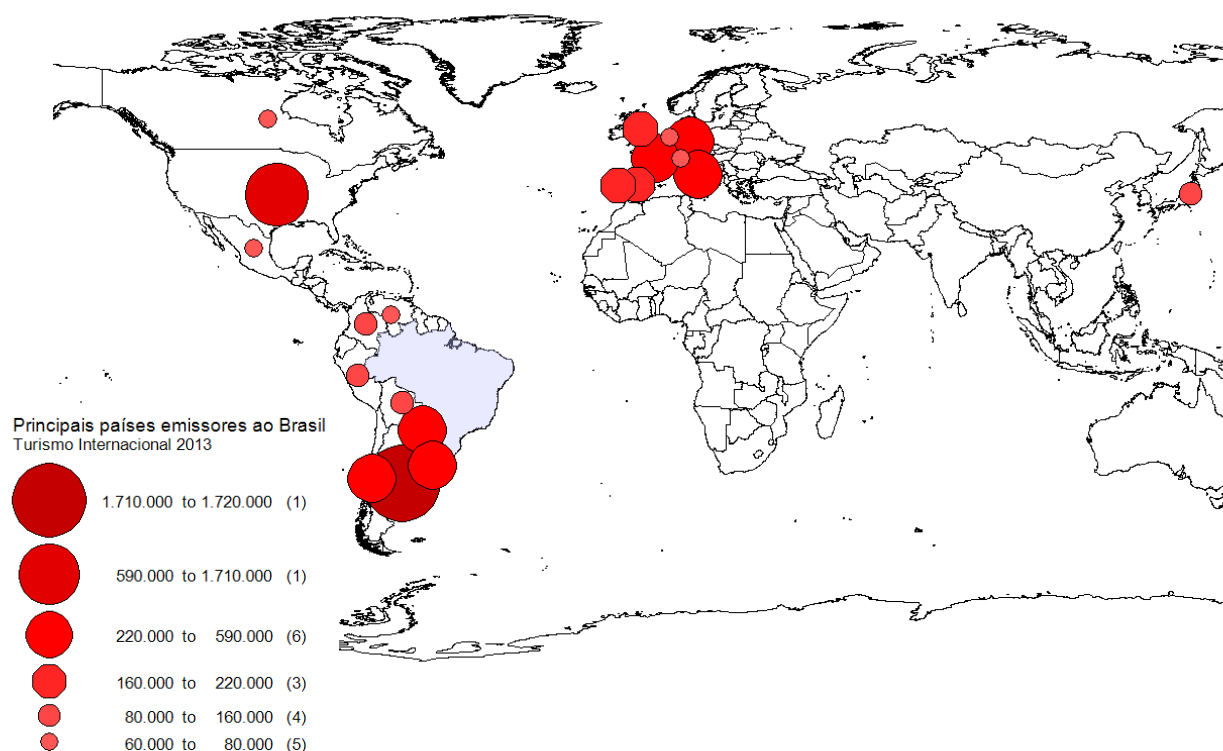 Principais países emissores ao Brasil
Turismo Internacional 2013
1.710.000 to 1.720.000 (1)
590.000 to 1.710.000 (1)
220.000 to 590.000 (6)
160.000 to 220.000 (3)
80.000 to 160.000 (4)
60.000 to 80.000 (5)